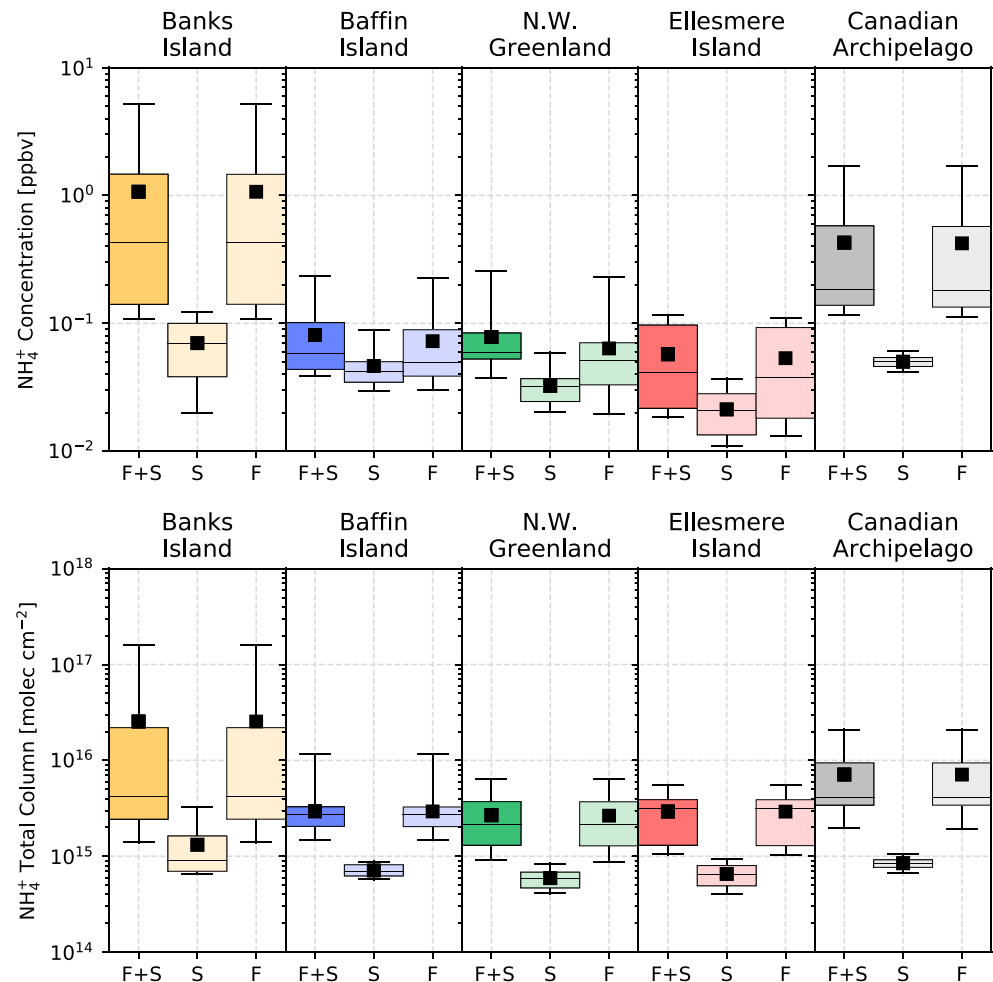 Banks Island
Baffin Island
N.W. Greenland
Ellesmere Island
Canadian Archipelago
NH₄⁺ Concentration [ppbv]
10¹
10⁰
10⁻¹
10⁻²
F+S S F F+S S F F+S S F F+S S F F+S S F
Banks Island
Baffin Island
N.W. Greenland
Ellesmere Island
Canadian Archipelago
NH₄⁺ Total Column [molec cm⁻²]
10¹⁸
10¹⁷
10¹⁶
10¹⁵
10¹⁴
F+S S F F+S S F F+S S F F+S S F F+S S F